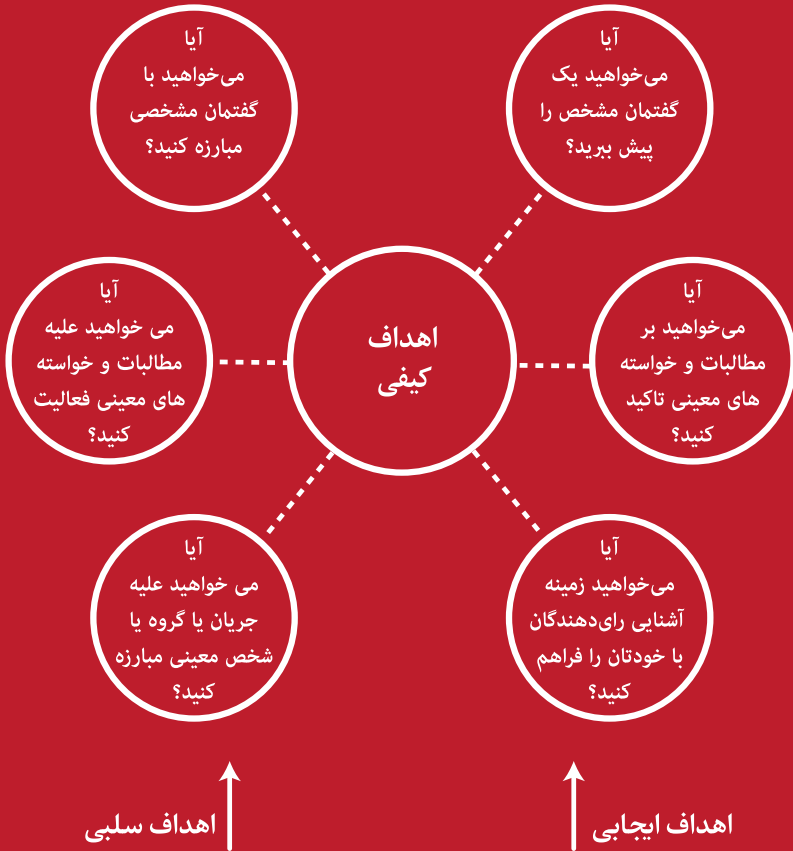 آیا
می‌خواهید یک
گفتمان مشخص را
پیش ببرید؟
آیا
می‌خواهید با
گفتمان مشخصی
مبارزه کنید؟
اهداف
کیفی
آیا
می‌خواهید بر
مطالبات و خواسته
های معینی تاکید
کنید؟
آیا
می خواهید علیه
مطالبات و خواسته
های معینی فعالیت
کنید؟
آیا
می‌خواهید زمینه
آشنایی رای‌دهندگان
با خودتان را فراهم
کنید؟
آیا
می خواهید علیه
جریان یا گروه یا
شخص معینی مبارزه
کنید؟
اهداف ایجابی
اهداف سلبی